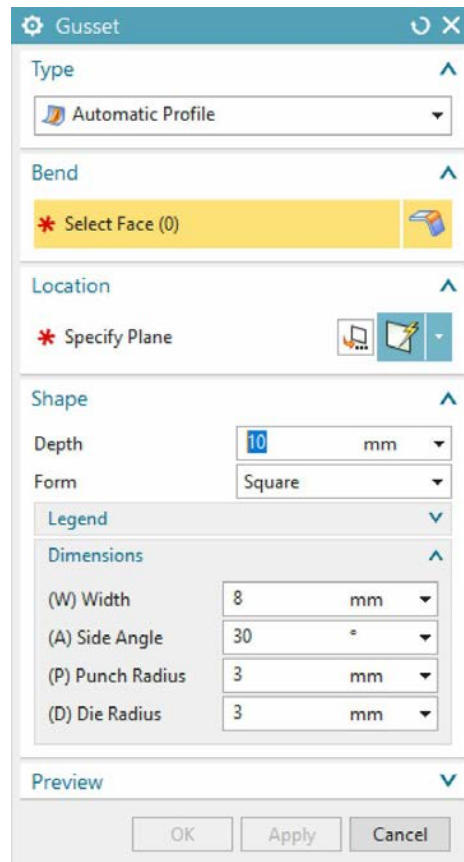 Gusset
Type
Automatic Profile
Bend
* Select Face (0)
Location
* Specify Plane
Shape
Depth 10 mm
Form Square
Legend
Dimensions
(W) Width 8 mm
(A) Side Angle 30 °
(P) Punch Radius 3 mm
(D) Die Radius 3 mm
Preview
OK Apply Cancel